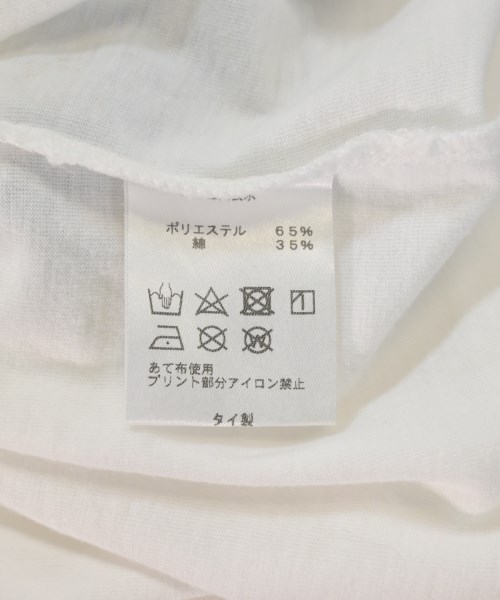 ポリエステル 65%
綿 35%
W
あて布使用
プリント部分アイロン禁止
タイ製